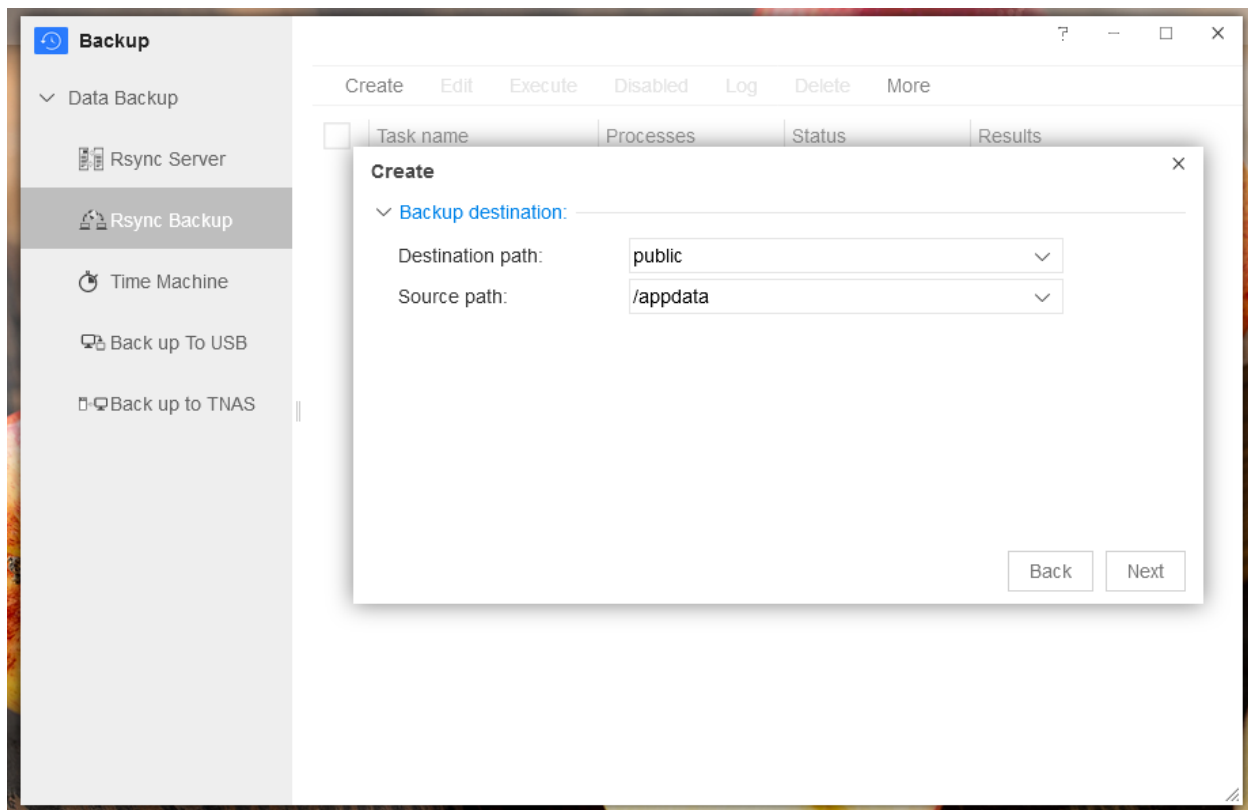 Backup
?
Data Backup
Rsync Server
Rsync Backup
Time Machine
Back up To USB
Back up to TNAS
Create Edit Execute Disabled Log Delete More
Task name Processes Status Results
Create
Backup destination:
Destination path: public
Source path: /appdata
Back Next